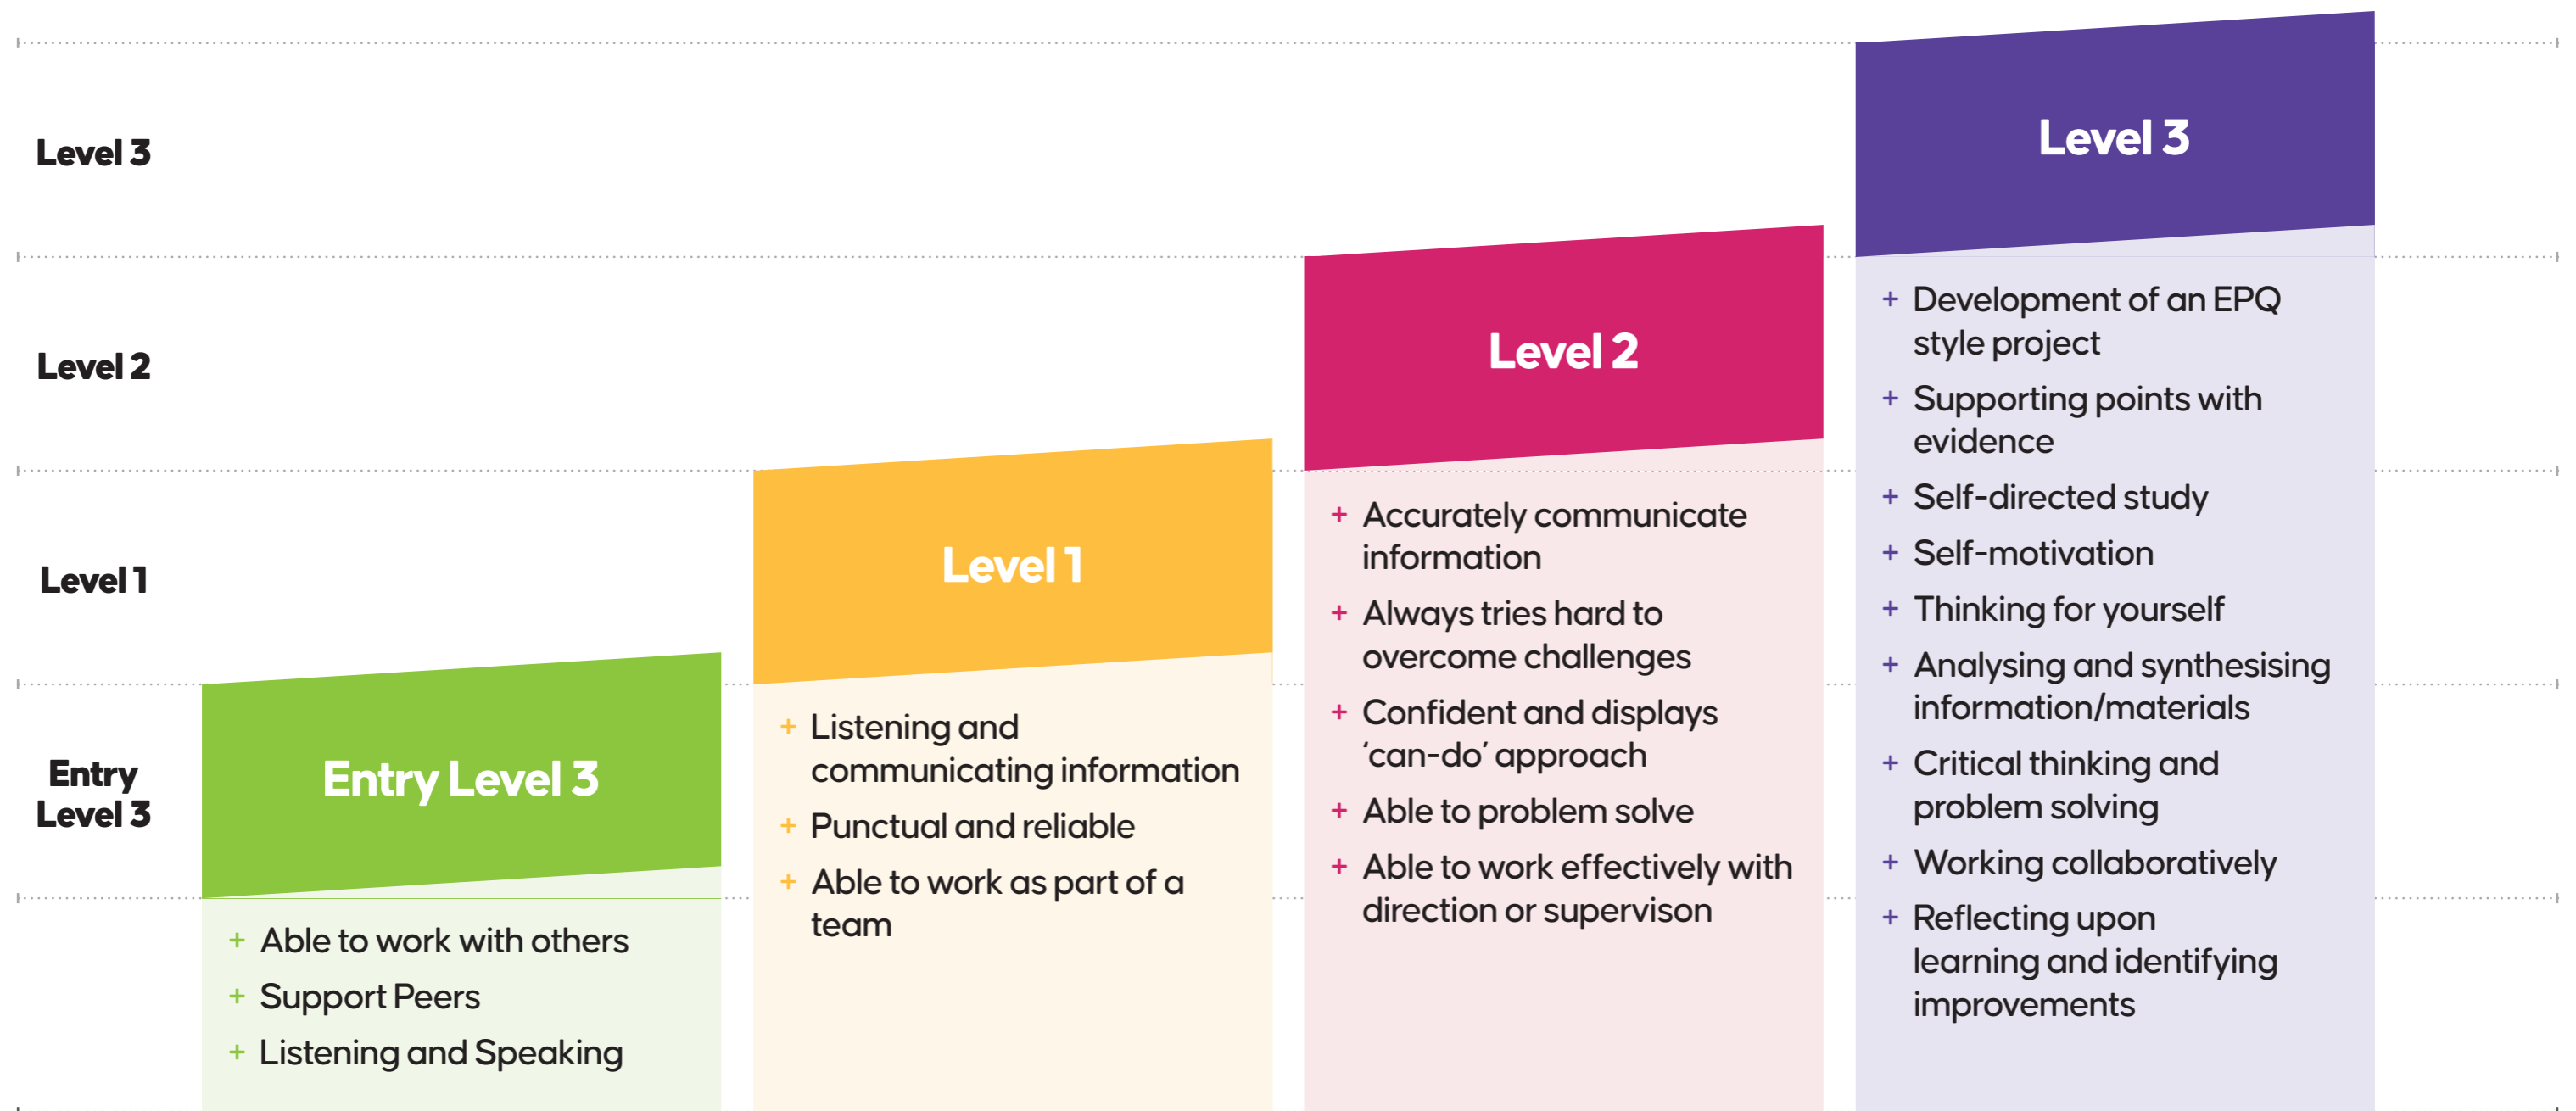 Level 3
Level 2
Level 1
Entry
Level 3
Entry Level 3
+ Able to work with others
+ Support Peers
+ Listening and Speaking
Level 1
+ Listening and
communicating information
+ Punctual and reliable
+ Able to work as part of a
team
Level 2
+ Accurately communicate
information
+ Always tries hard to
overcome challenges
+ Confident and displays
‘can-do’ approach
+ Able to problem solve
+ Able to work effectively with
direction or supervison
Level 3
+ Development of an EPQ
style project
+ Supporting points with
evidence
+ Self-directed study
+ Self-motivation
+ Thinking for yourself
+ Analysing and synthesising
information/materials
+ Critical thinking and
problem solving
+ Working collaboratively
+ Reflecting upon
learning and identifying
improvements